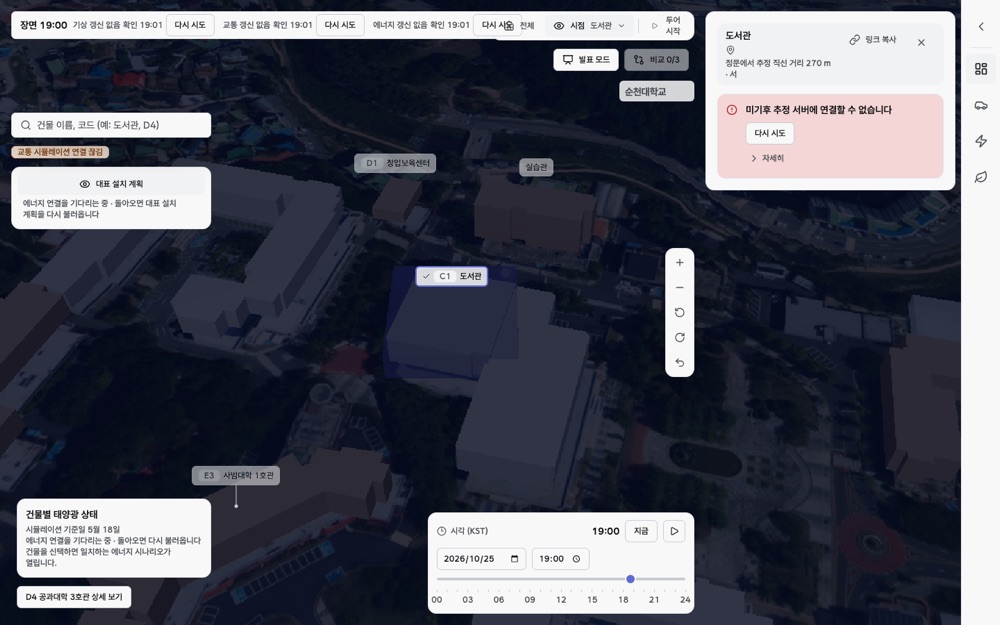 장면 19:00 기상 갱신 없음 확인 19:01 다시 시도 교통 갱신 없음 확인 19:01 다시 시도 에너지 갱신 없음 확인 19:01 다시 시 전체 시점 도서관 투어 시작
발표 모드 비교 0/3
순천대학교
건물 이름, 코드 (예: 도서관, D4)
교통 시뮬레이션 연결 끊김
대표 설치 계획
에너지 연결을 기다리는 중 · 돌아오면 대표 설치
계획을 다시 불러옵니다
D1 창업보육센터
실습관
C1 도서관
E3 사범대학 1호관
도서관
링크 복사
정문에서 추정 직선 거리 270 m
· 서
미기후 추정 서버에 연결할 수 없습니다
다시 시도
자세히
건물별 태양광 상태
시뮬레이션 기준일 5월 18일
에너지 연결을 기다리는 중 · 돌아오면 다시 불러옵니다
건물을 선택하면 일치하는 에너지 시나리오가
열립니다.
D4 공과대학 3호관 상세 보기
시각 (KST) 19:00 지금
2026/10/25 19:00
00 03 06 09 12 15 18 21 24